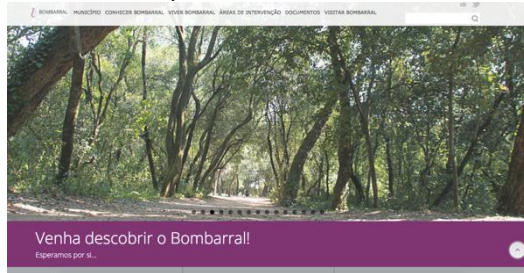 BOMBARRAL MUNICÍPIO CONHECER BOMBARRAL VIVER BOMBARRAL ÁREAS DE INTERVENÇÃO DOCUMENTOS VISITAR BOMBARRAL
Venha descobrir o Bombarral!
Esperamos por si...